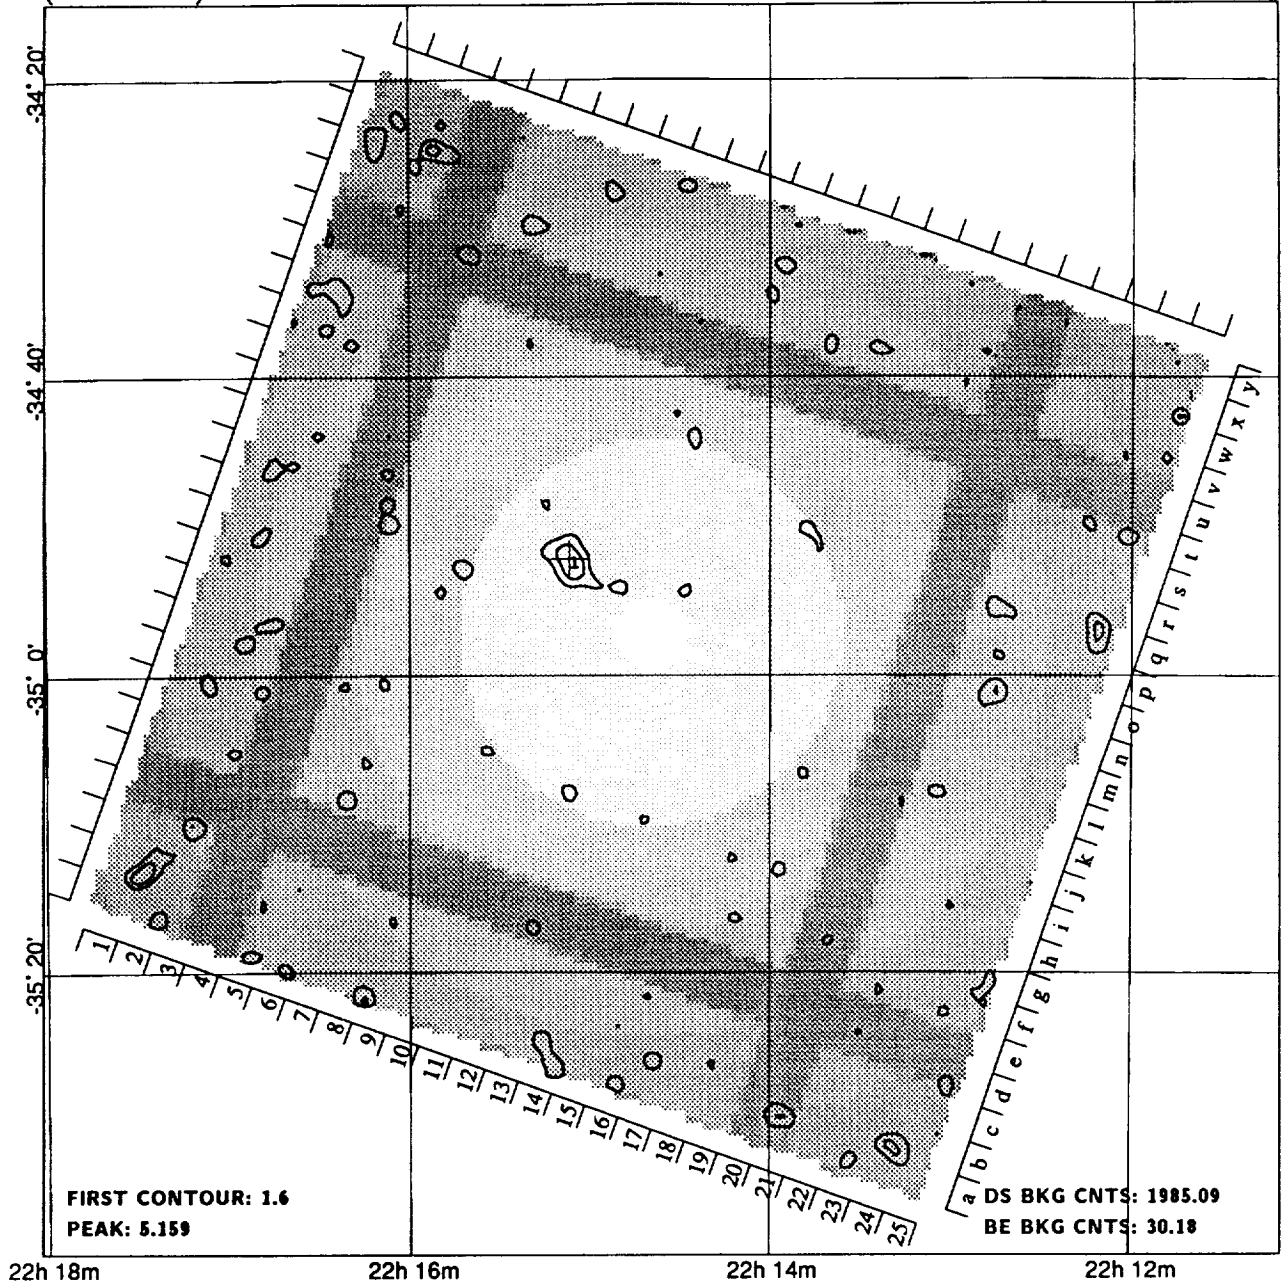 -34° 20'
-34° 40'
-35° 0'
-35° 20'
y
x
w
v
u
t
s
r
q
p
o
n
m
l
k
j
i
h
g
f
e
d
c
b
a
1 2 3 4 5 6 7 8 9 10 11 12 13 14 15 16 17 18 19 20 21 22 23 24 25
FIRST CONTOUR: 1.6
PEAK: 5.159
DS BKG CNTS: 1985.09
BE BKG CNTS: 30.18
22h 18m 22h 16m 22h 14m 22h 12m